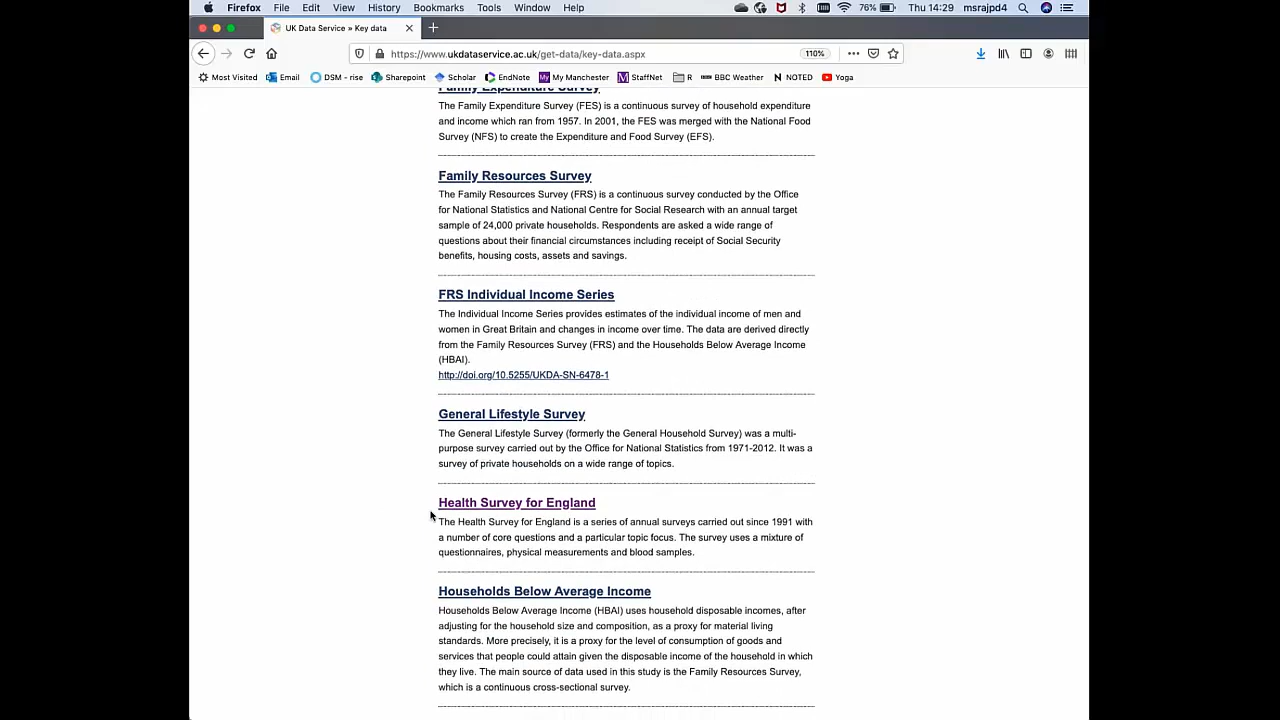 Firefox File Edit View History Bookmarks Tools Window Help 76% Thu 14:29 msrajpd4
UK Data Service » Key data
https://www.ukdataservice.ac.uk/get-data/key-data.aspx 110%
Most Visited Email DSM - rise Sharepoint Scholar EndNote My Manchester StaffNet R BBC Weather NOTED Yoga
Family Expenditure Survey
The Family Expenditure Survey (FES) is a continuous survey of household expenditure
and income which ran from 1957. In 2001, the FES was merged with the National Food
Survey (NFS) to create the Expenditure and Food Survey (EFS).
Family Resources Survey
The Family Resources Survey (FRS) is a continuous survey conducted by the Office
for National Statistics and National Centre for Social Research with an annual target
sample of 24,000 private households. Respondents are asked a wide range of
questions about their financial circumstances including receipt of Social Security
benefits, housing costs, assets and savings.
FRS Individual Income Series
The Individual Income Series provides estimates of the individual income of men and
women in Great Britain and changes in income over time. The data are derived directly
from the Family Resources Survey (FRS) and the Households Below Average Income
(HBAI).
http://doi.org/10.5255/UKDA-SN-6478-1
General Lifestyle Survey
The General Lifestyle Survey (formerly the General Household Survey) was a multi-
purpose survey carried out by the Office for National Statistics from 1971-2012. It was a
survey of private households on a wide range of topics.
Health Survey for England
The Health Survey for England is a series of annual surveys carried out since 1991 with
a number of core questions and a particular topic focus. The survey uses a mixture of
questionnaires, physical measurements and blood samples.
Households Below Average Income
Households Below Average Income (HBAI) uses household disposable incomes, after
adjusting for the household size and composition, as a proxy for material living
standards. More precisely, it is a proxy for the level of consumption of goods and
services that people could attain given the disposable income of the household in which
they live. The main source of data used in this study is the Family Resources Survey,
which is a continuous cross-sectional survey.